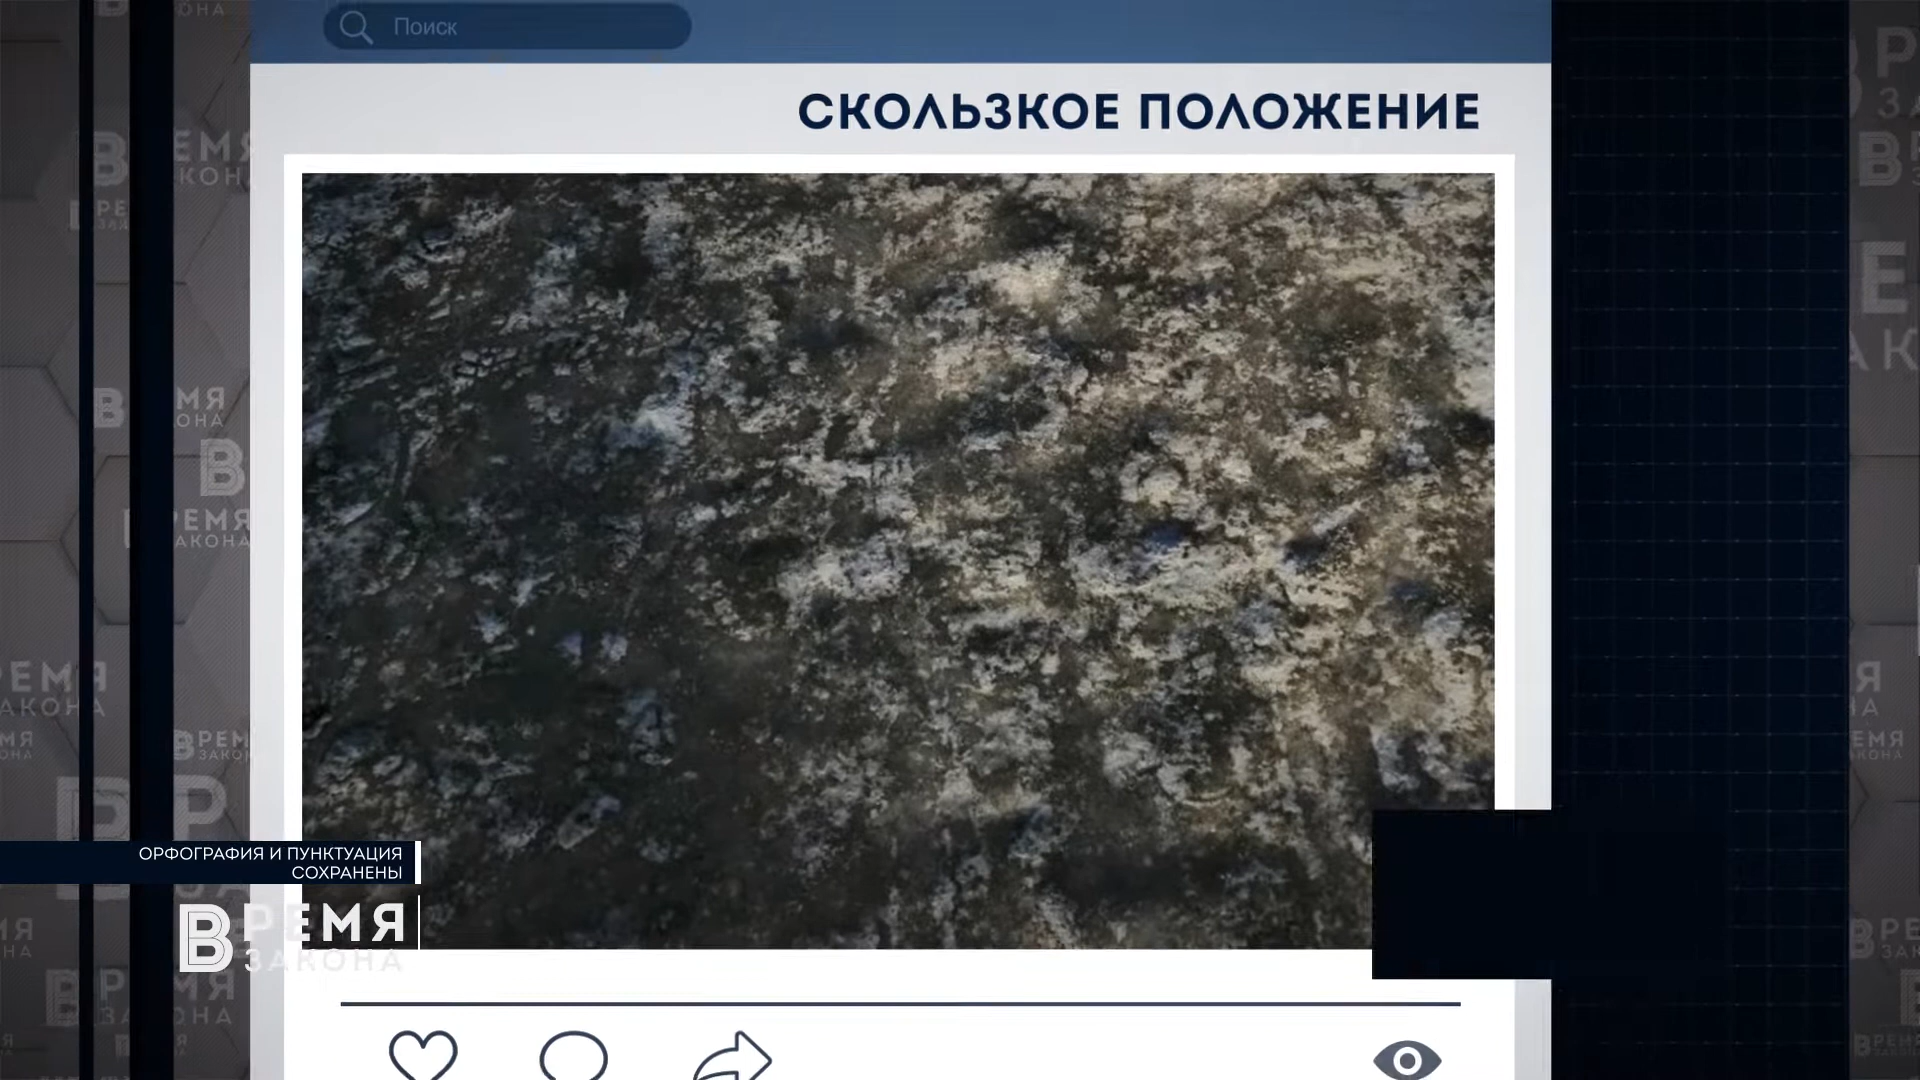 Поиск
СКОЛЬЗКОЕ ПОЛОЖЕНИЕ
ОРФОГРАФИЯ И ПУНКТУАЦИЯ
СОХРАНЕНЫ
ВРЕМЯ
ЗАКОНА